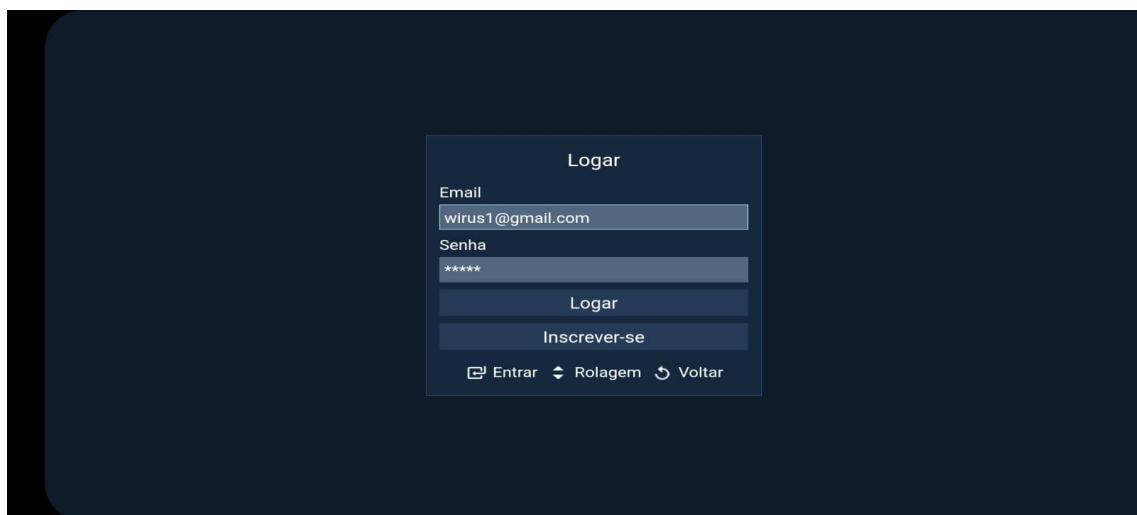 Logar
Email
wirus1@gmail.com
Senha
*****
Logar
Inscrever-se
Entrar Rolagem Voltar